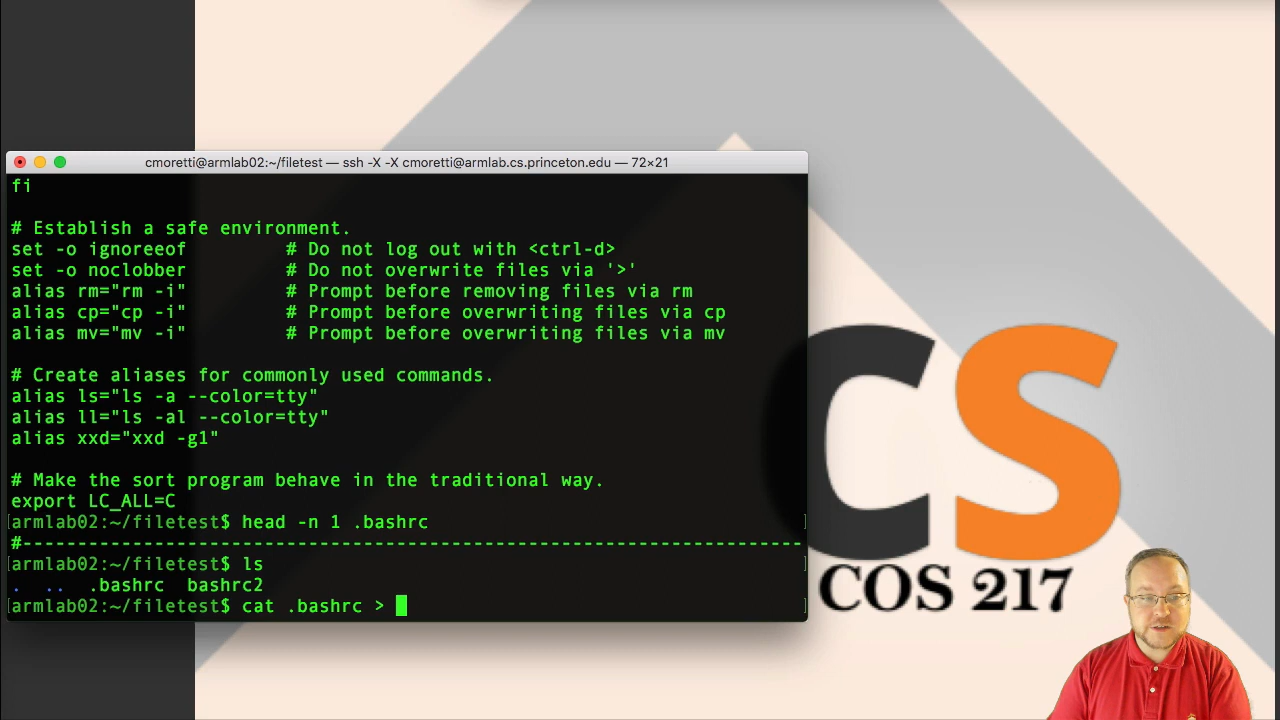 cmoretti@armlab02:~/filetest — ssh -X -X cmoretti@armlab.cs.princeton.edu — 72×21
fi
# Establish a safe environment.
set -o ignoreeof # Do not log out with <ctrl-d>
set -o noclobber # Do not overwrite files via '>'
alias rm="rm -i" # Prompt before removing files via rm
alias cp="cp -i" # Prompt before overwriting files via cp
alias mv="mv -i" # Prompt before overwriting files via mv
# Create aliases for commonly used commands.
alias ls="ls -a --color=tty"
alias ll="ls -al --color=tty"
alias xxd="xxd -g1"
# Make the sort program behave in the traditional way.
export LC_ALL=C
[armlab02:~/filetest$ head -n 1 .bashrc ]
#-----------------------------------------------------------------------
[armlab02:~/filetest$ ls ]
. .. .bashrc bashrc2
[armlab02:~/filetest$ cat .bashrc > ]
CS
COS 217